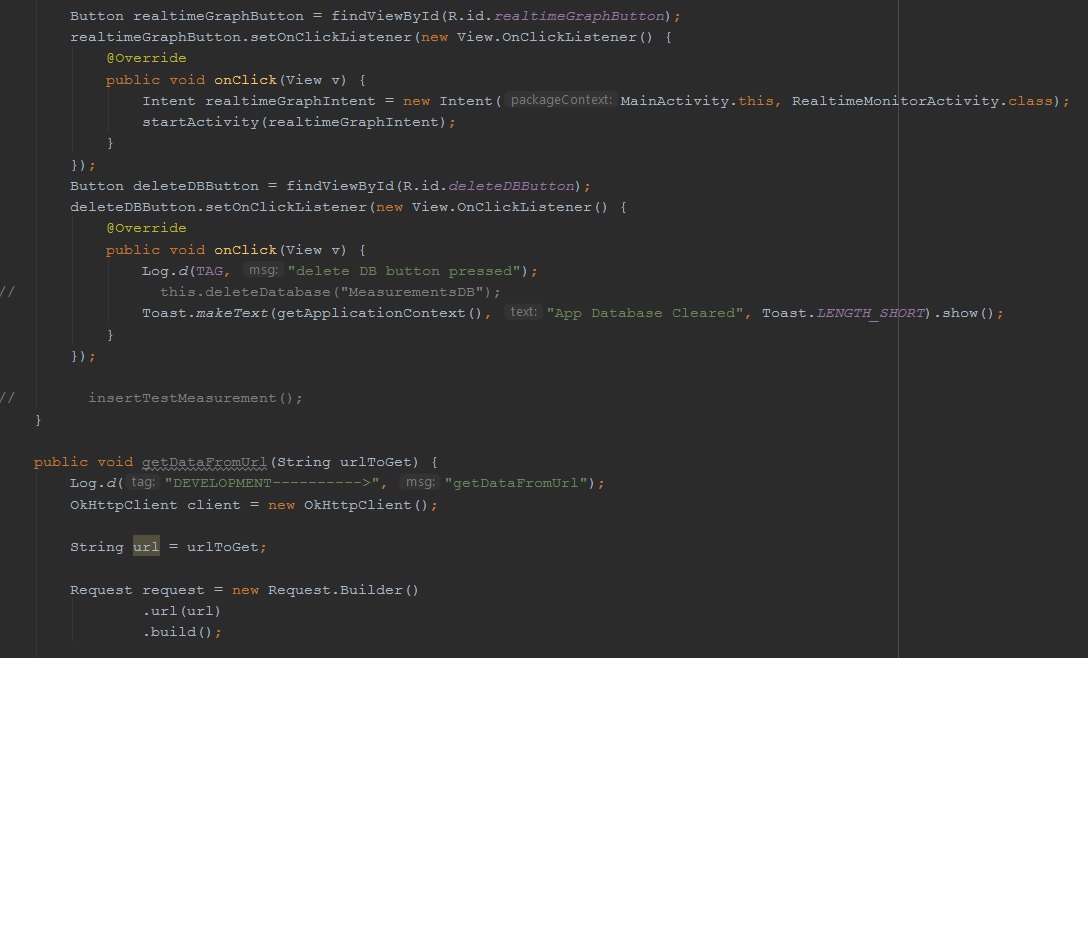 Button realtimeGraphButton = findViewById(R.id.realtimeGraphButton);
realtimeGraphButton.setOnClickListener(new View.OnClickListener() {
@Override
public void onClick(View v) {
Intent realtimeGraphIntent = new Intent( packageContext: MainActivity.this, RealtimeMonitorActivity.class);
startActivity(realtimeGraphIntent);
}
});
Button deleteDBButton = findViewById(R.id.deleteDBButton);
deleteDBButton.setOnClickListener(new View.OnClickListener() {
@Override
public void onClick(View v) {
Log.d(TAG, msg: "delete DB button pressed");
// this.deleteDatabase("MeasurementsDB");
Toast.makeText(getApplicationContext(), text: "App Database Cleared", Toast.LENGTH_SHORT).show();
}
});
// insertTestMeasurement();
}
public void getDataFromUrl(String urlToGet) {
Log.d( tag: "DEVELOPMENT---------->", msg: "getDataFromUrl");
OkHttpClient client = new OkHttpClient();
String url = urlToGet;
Request request = new Request.Builder()
.url(url)
.build();